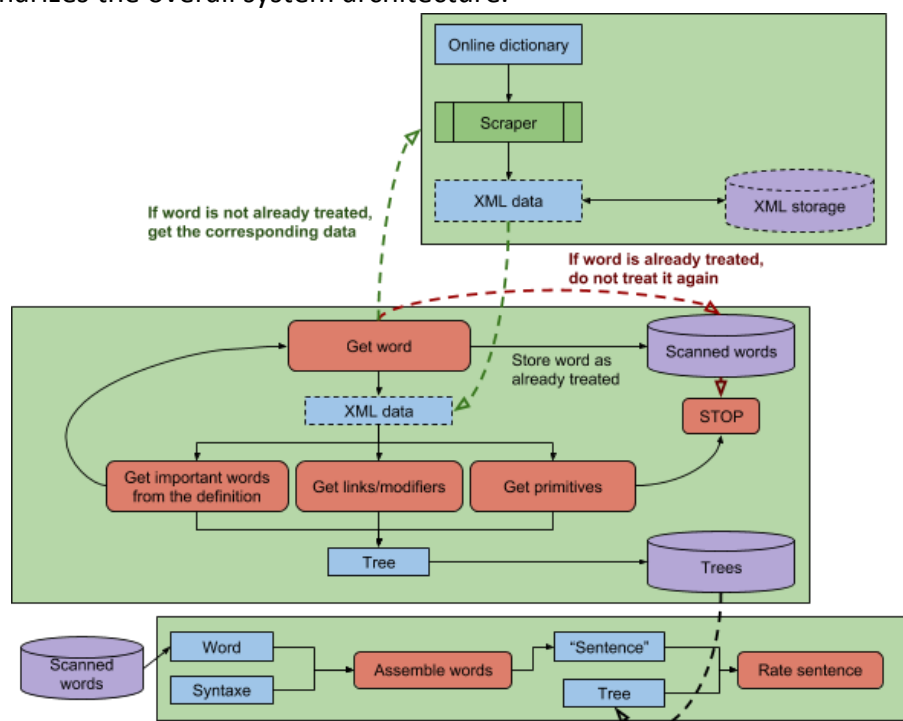 the overall system architecture.
Online dictionary
Scraper
XML data
XML storage
If word is not already treated,
get the corresponding data
If word is already treated,
do not treat it again
Get word
Store word as
already treated
Scanned words
XML data
STOP
Get important words
from the definition
Get links/modifiers
Get primitives
Tree
Trees
Scanned
words
Word
Syntaxe
Assemble words
“Sentence”
Tree
Rate sentence